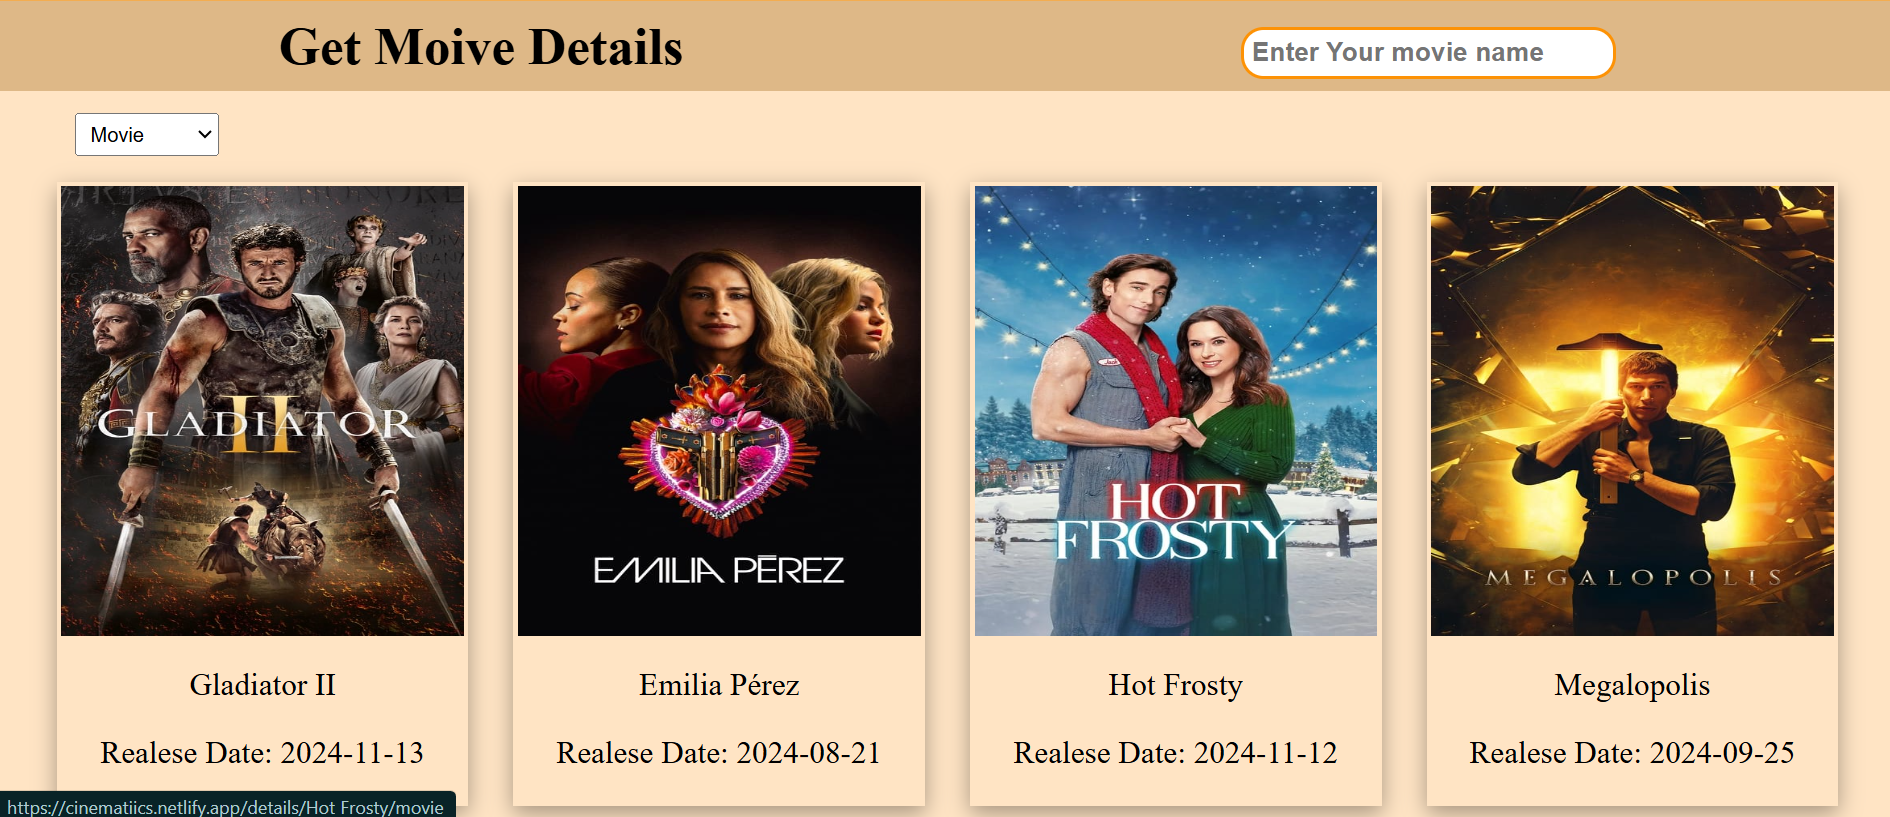 Get Moive Details
Enter Your movie name
Movie
GLADIATOR
II
EMILIA PÉREZ
HOT
FROSTY
MEGALOPOLIS
Gladiator II
Emilia Pérez
Hot Frosty
Megalopolis
Realese Date: 2024-11-13
Realese Date: 2024-08-21
Realese Date: 2024-11-12
Realese Date: 2024-09-25
https://cinematiics.netlify.app/details/Hot Frosty/movie